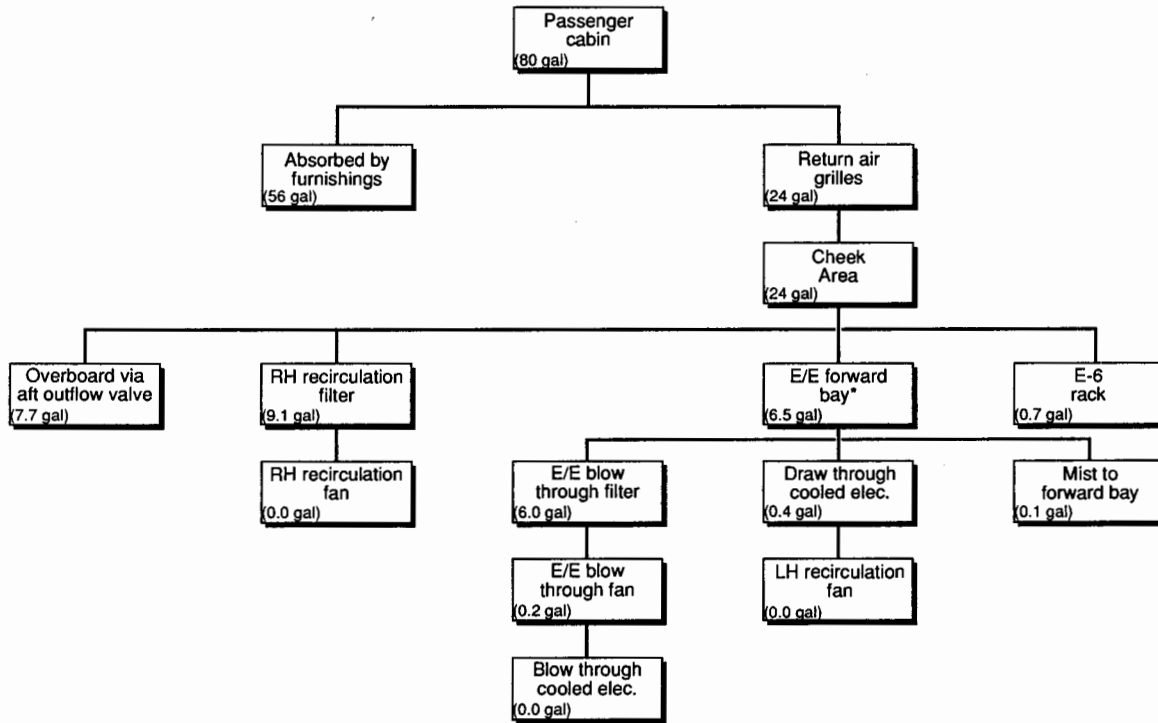 Passenger
cabin
(80 gal)
Absorbed by
furnishings
(56 gal)
Return air
grilles
(24 gal)
Cheek
Area
(24 gal)
Overboard via
aft outflow valve
(7.7 gal)
RH recirculation
filter
(9.1 gal)
E/E forward
bay*
(6.5 gal)
E-6
rack
(0.7 gal)
RH recirculation
fan
(0.0 gal)
E/E blow
through filter
(6.0 gal)
Draw through
cooled elec.
(0.4 gal)
Mist to
forward bay
(0.1 gal)
E/E blow
through fan
(0.2 gal)
LH recirculation
fan
(0.0 gal)
Blow through
cooled elec.
(0.0 gal)